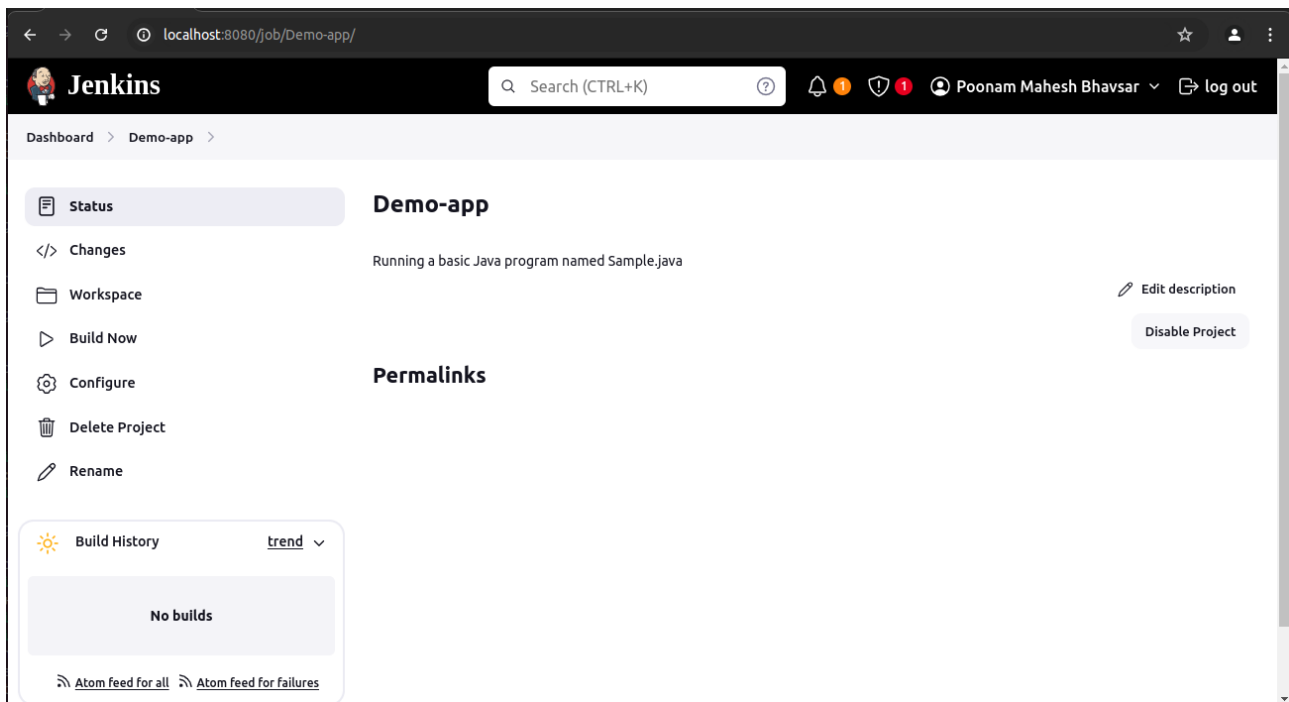 localhost:8080/job/Demo-app/
Jenkins
Search (CTRL+K)
1
1
Poonam Mahesh Bhavsar
log out
Dashboard
Demo-app
Status
Changes
Workspace
Build Now
Configure
Delete Project
Rename
Demo-app
Running a basic Java program named Sample.java
Edit description
Disable Project
Permalinks
Build History
trend
No builds
Atom feed for all
Atom feed for failures